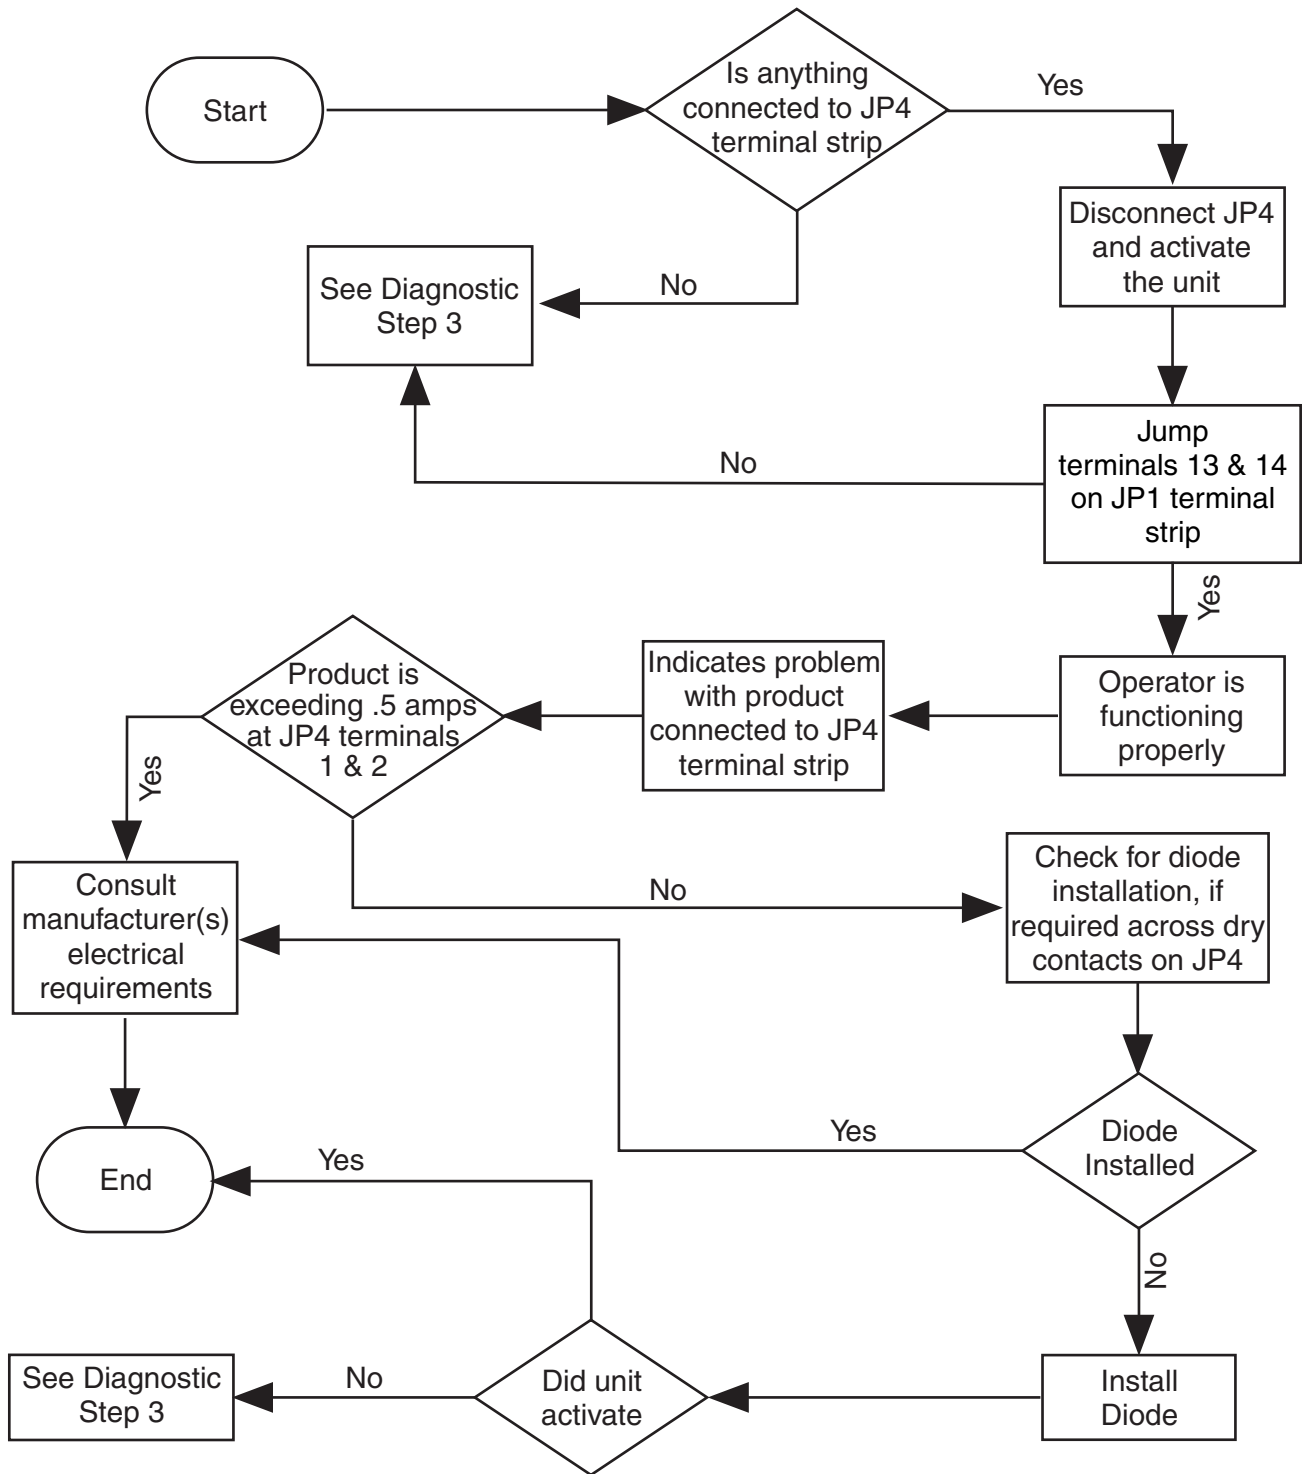 Start
Is anything
connected to JP4
terminal strip
Yes
Disconnect JP4
and activate
the unit
No
See Diagnostic
Step 3
Jump
terminals 13 & 14
on JP1 terminal
strip
No
Yes
Operator is
functioning
properly
Indicates problem
with product
connected to JP4
terminal strip
Product is
exceeding .5 amps
at JP4 terminals
1 & 2
Yes
Consult
manufacturer(s)
electrical
requirements
No
Check for diode
installation, if
required across dry
contacts on JP4
Diode
Installed
Yes
End
Yes
No
Install
Diode
Did unit
activate
No
See Diagnostic
Step 3